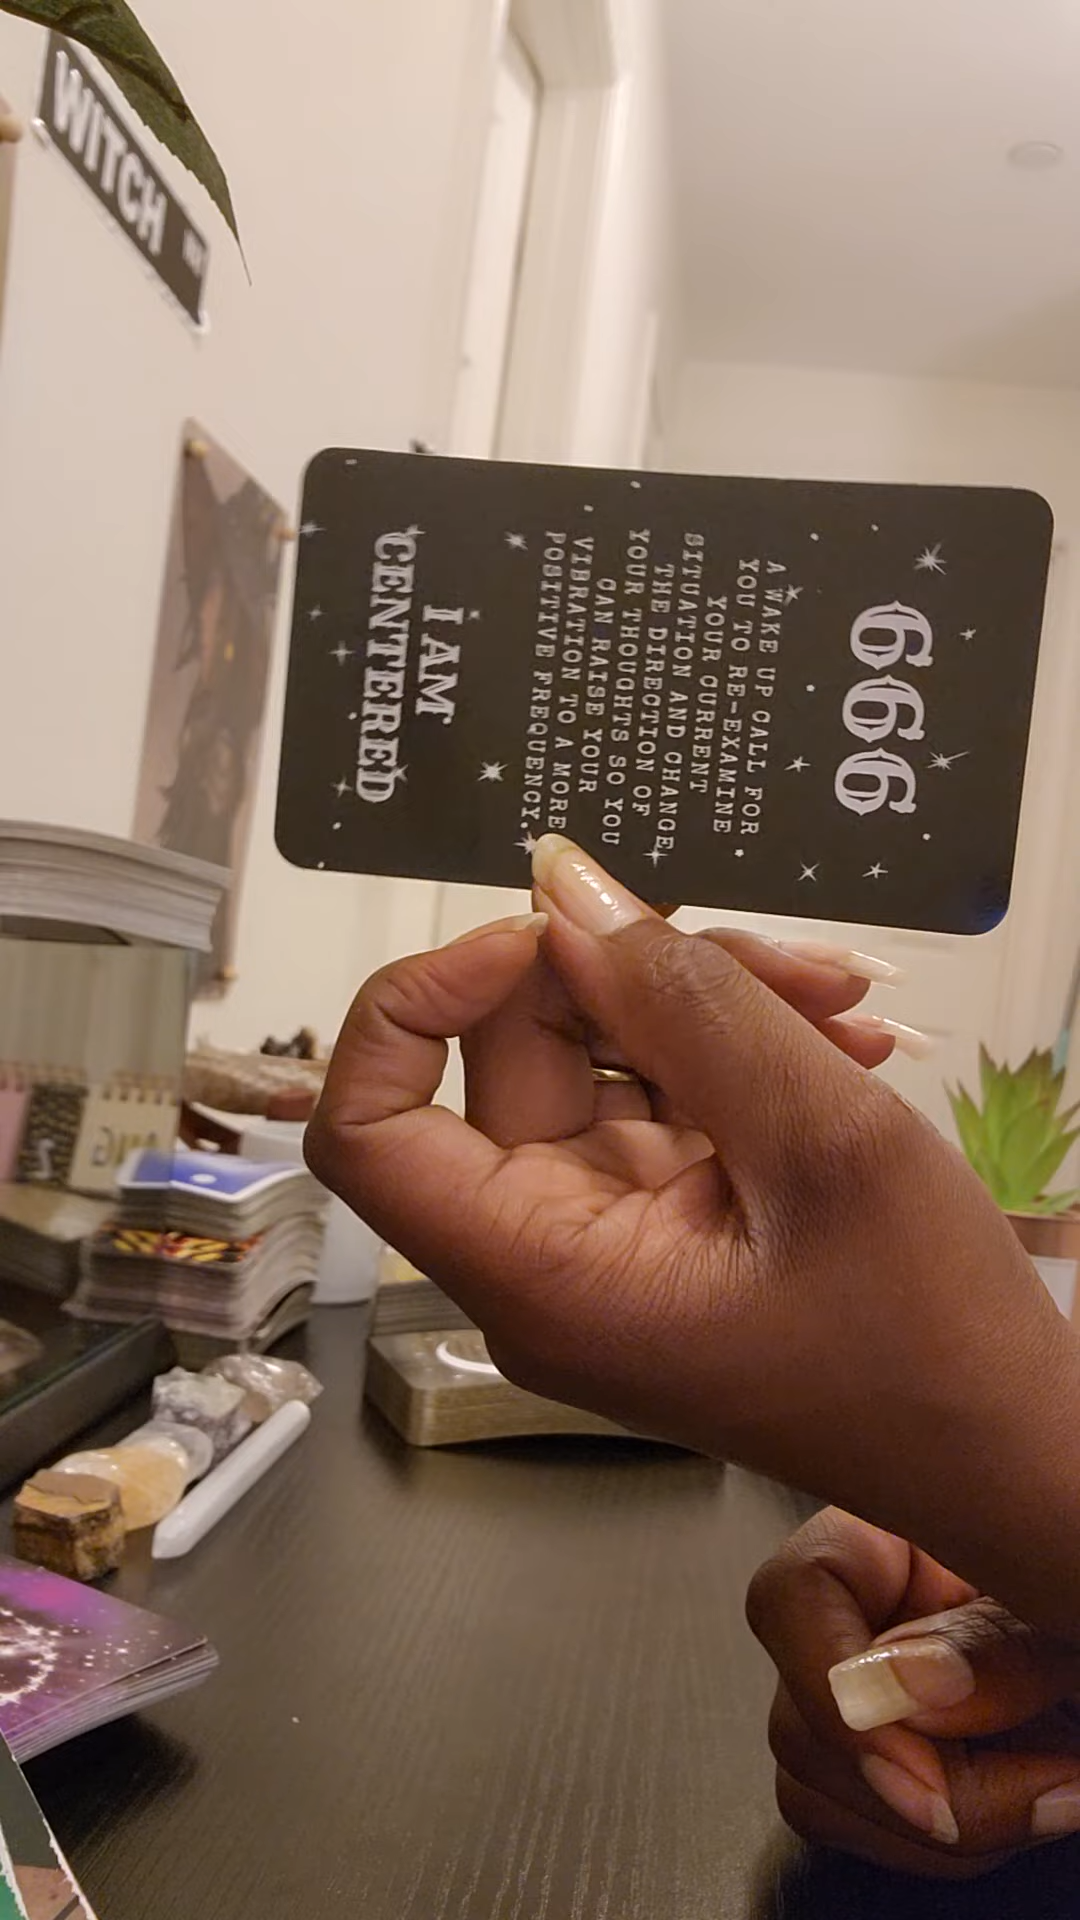 WITCH
666
A WAKE UP CALL FOR
YOU TO RE-EXAMINE
YOUR CURRENT
SITUATION AND CHANGE
THE DIRECTION OF
YOUR THOUGHTS SO YOU
CAN RAISE YOUR
VIBRATION TO A MORE
POSITIVE FREQUENCY.
I AM
CENTERED